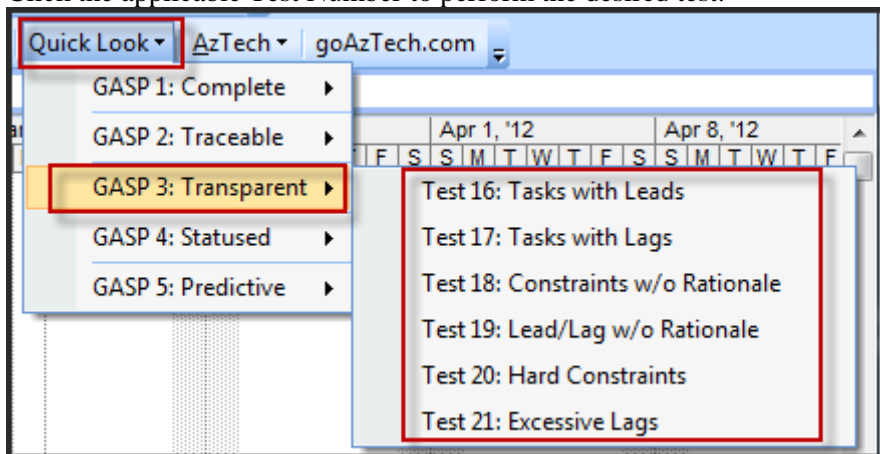 Click the applicable Test Number to perform the desired test.
Quick Look AzTech goAzTech.com
GASP 1: Complete
Apr 1, '12 Apr 8, '12
GASP 2: Traceable
F S S M T W T F S S M T W T F
GASP 3: Transparent
Test 16: Tasks with Leads
GASP 4: Statused
Test 17: Tasks with Lags
GASP 5: Predictive
Test 18: Constraints w/o Rationale
Test 19: Lead/Lag w/o Rationale
Test 20: Hard Constraints
Test 21: Excessive Lags